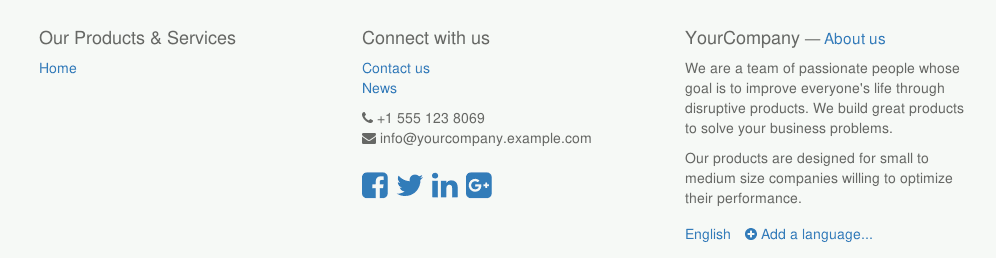 Our Products & Services
Home
Connect with us
Contact us
News
+1 555 123 8069
info@yourcompany.example.com
YourCompany — About us
We are a team of passionate people whose
goal is to improve everyone's life through
disruptive products. We build great products
to solve your business problems.
Our products are designed for small to
medium size companies willing to optimize
their performance.
English Add a language...